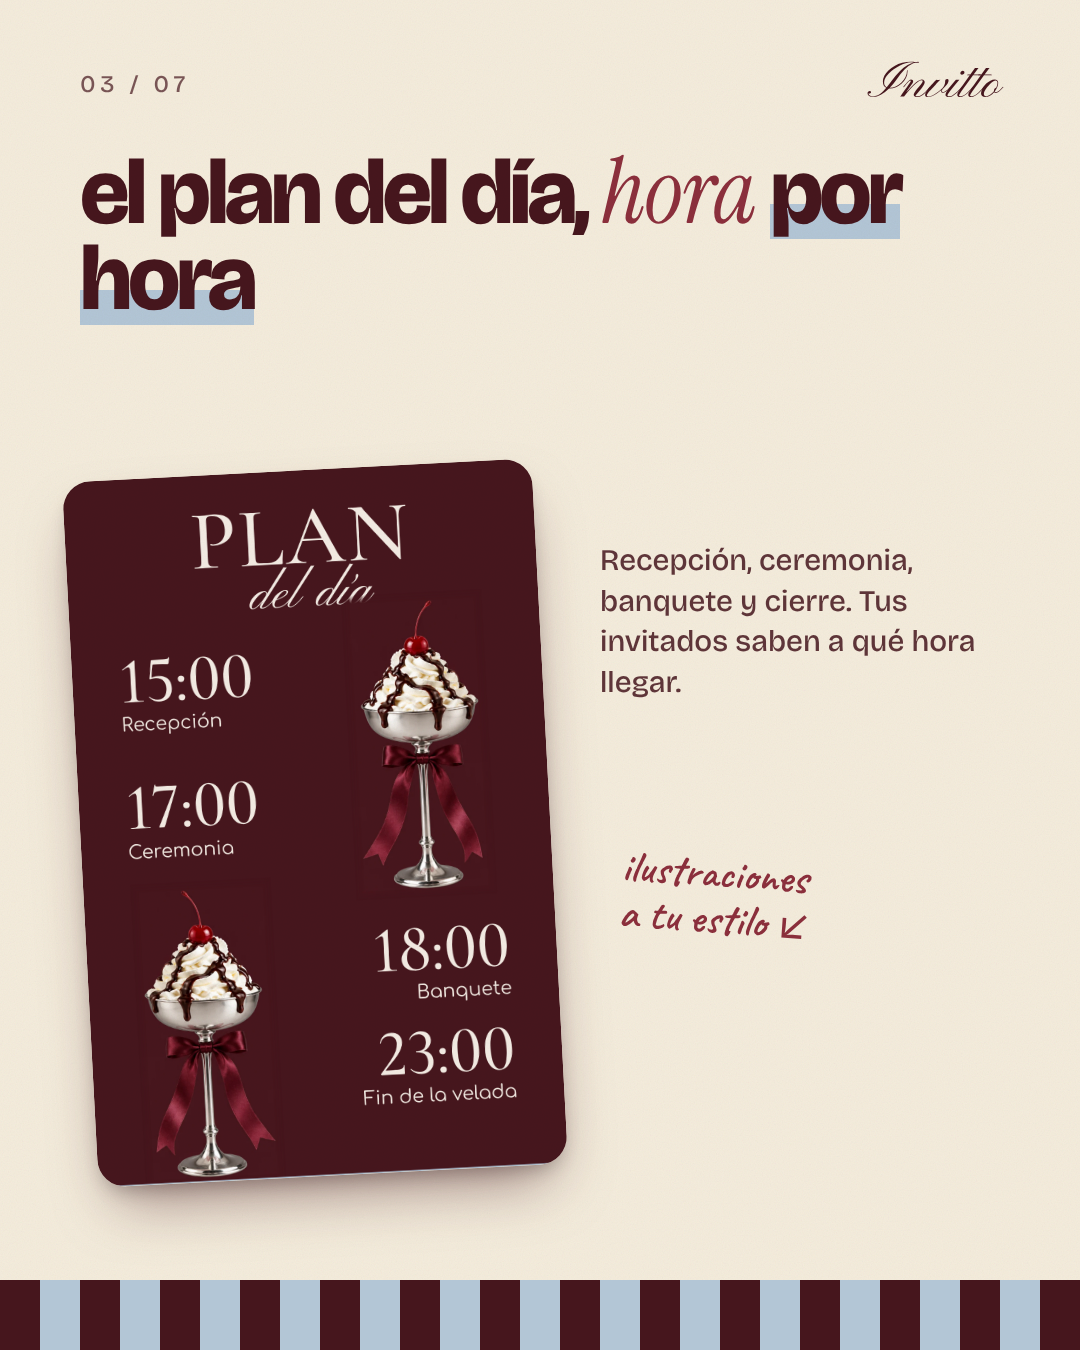 03 / 07
Invitto
el plan del día, hora por
hora
PLAN
del día
15:00
Recepción
17:00
Ceremonia
18:00
Banquete
23:00
Fin de la velada
Recepción, ceremonia,
banquete y cierre. Tus
invitados saben a qué hora
llegar.
ilustraciones
a tu estilo ↙